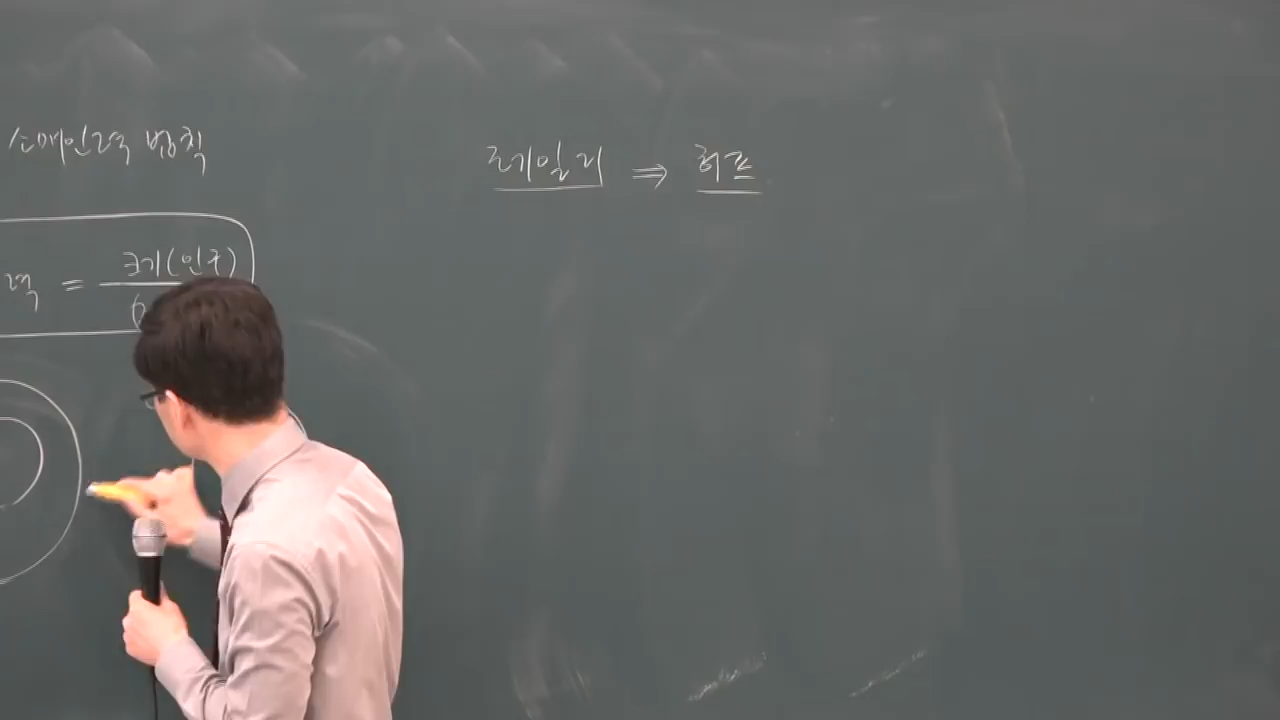 소매인력 법칙
레일리 ⇒ 허프
력 = 크기(인구)